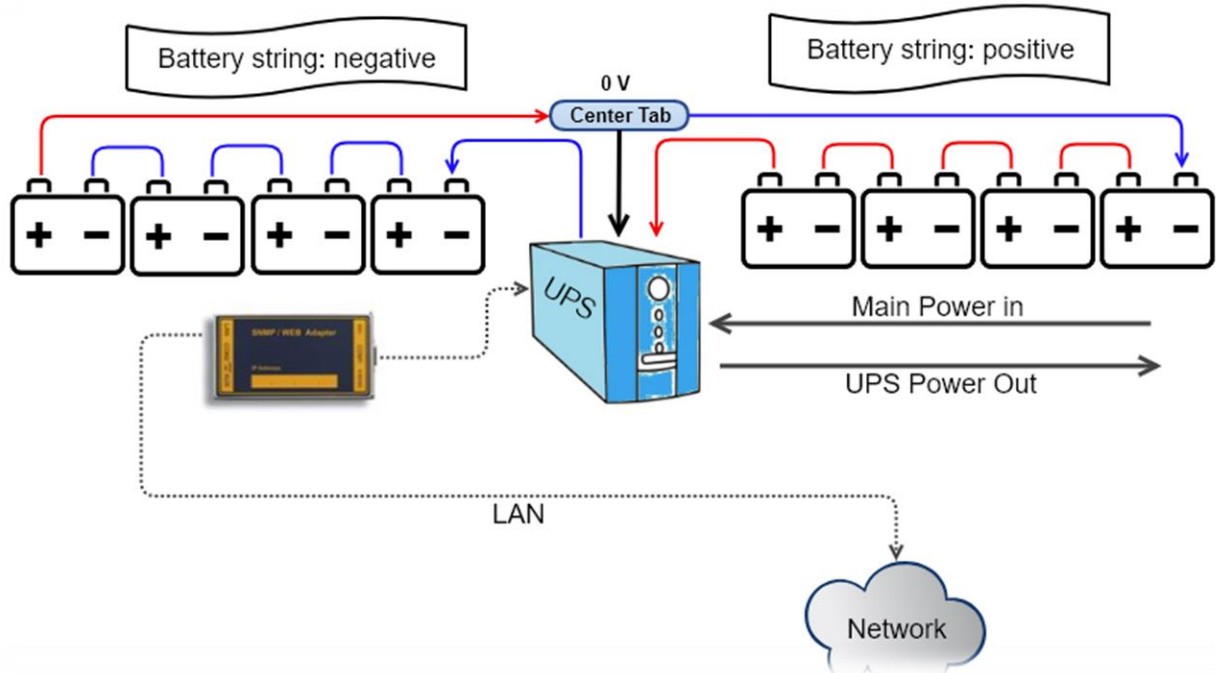 Battery string: negative
Battery string: positive
0 V
Center Tab
+ −
+ −
+ −
+ −
+ −
+ −
+ −
+ −
UPS
SNMP / WEB Adapter
Main Power in
UPS Power Out
LAN
Network